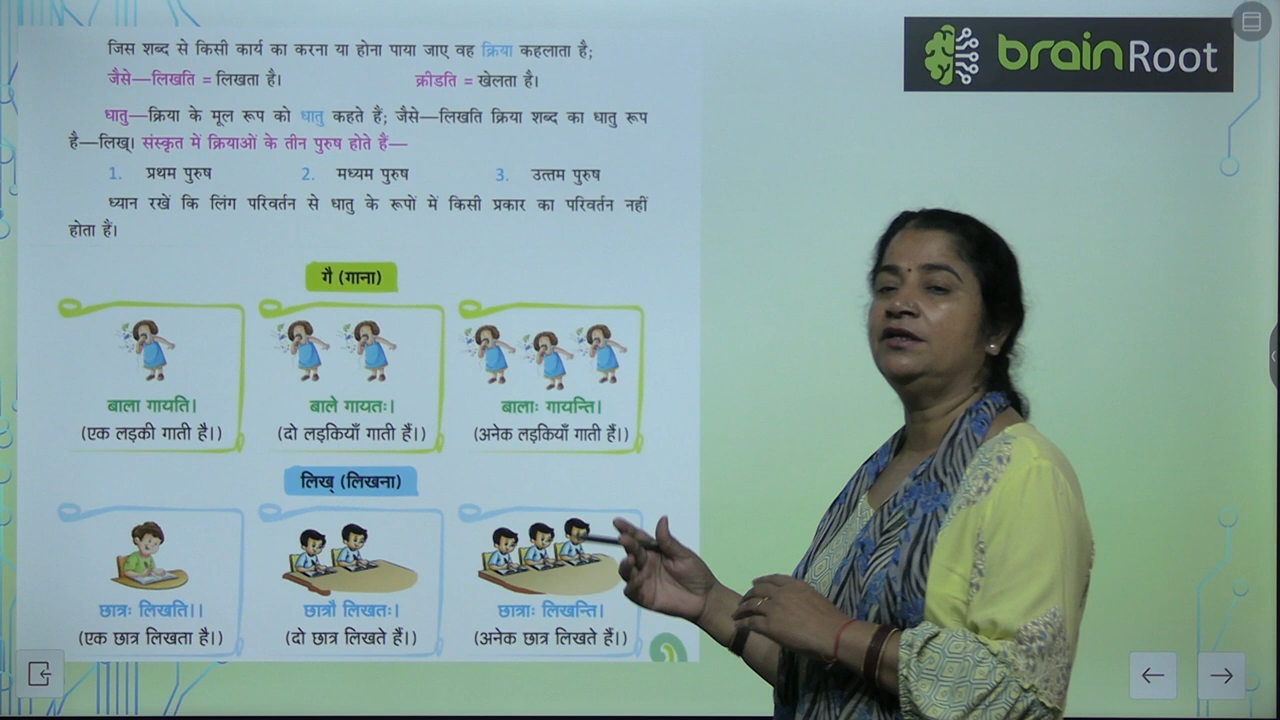 जिस शब्द से किसी कार्य का करना या होना पाया जाए वह क्रिया कहलाता है;
जैसे—लिखति = लिखता है। क्रीडति = खेलता है।
धातु—क्रिया के मूल रूप को धातु कहते हैं; जैसे—लिखति क्रिया शब्द का धातु रूप
है—लिख्। संस्कृत में क्रियाओं के तीन पुरुष होते हैं—
1. प्रथम पुरुष 2. मध्यम पुरुष 3. उत्तम पुरुष
ध्यान रखें कि लिंग परिवर्तन से धातु के रूपों में किसी प्रकार का परिवर्तन नहीं
होता हैं।
गै (गाना)
बाला गायति। बाले गायतः। बालाः गायन्ति।
(एक लड़की गाती है।) (दो लड़कियाँ गाती हैं।) (अनेक लड़कियाँ गाती हैं।)
लिख् (लिखना)
छात्रः लिखति।। छात्रौ लिखतः। छात्राः लिखन्ति।
(एक छात्र लिखता है।) (दो छात्र लिखते हैं।) (अनेक छात्र लिखते हैं।)
brainRoot